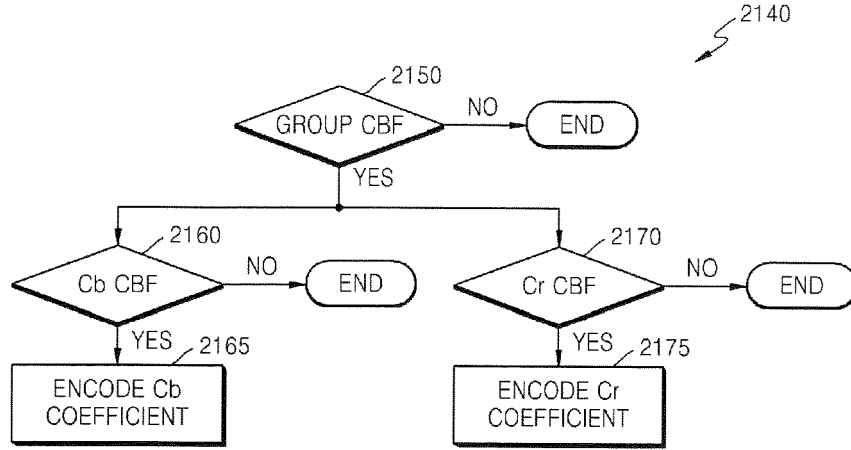 2140
2150
GROUP CBF
NO
END
YES
2160
Cb CBF
NO
END
YES
2165
ENCODE Cb
COEFFICIENT
2170
Cr CBF
NO
END
YES
2175
ENCODE Cr
COEFFICIENT